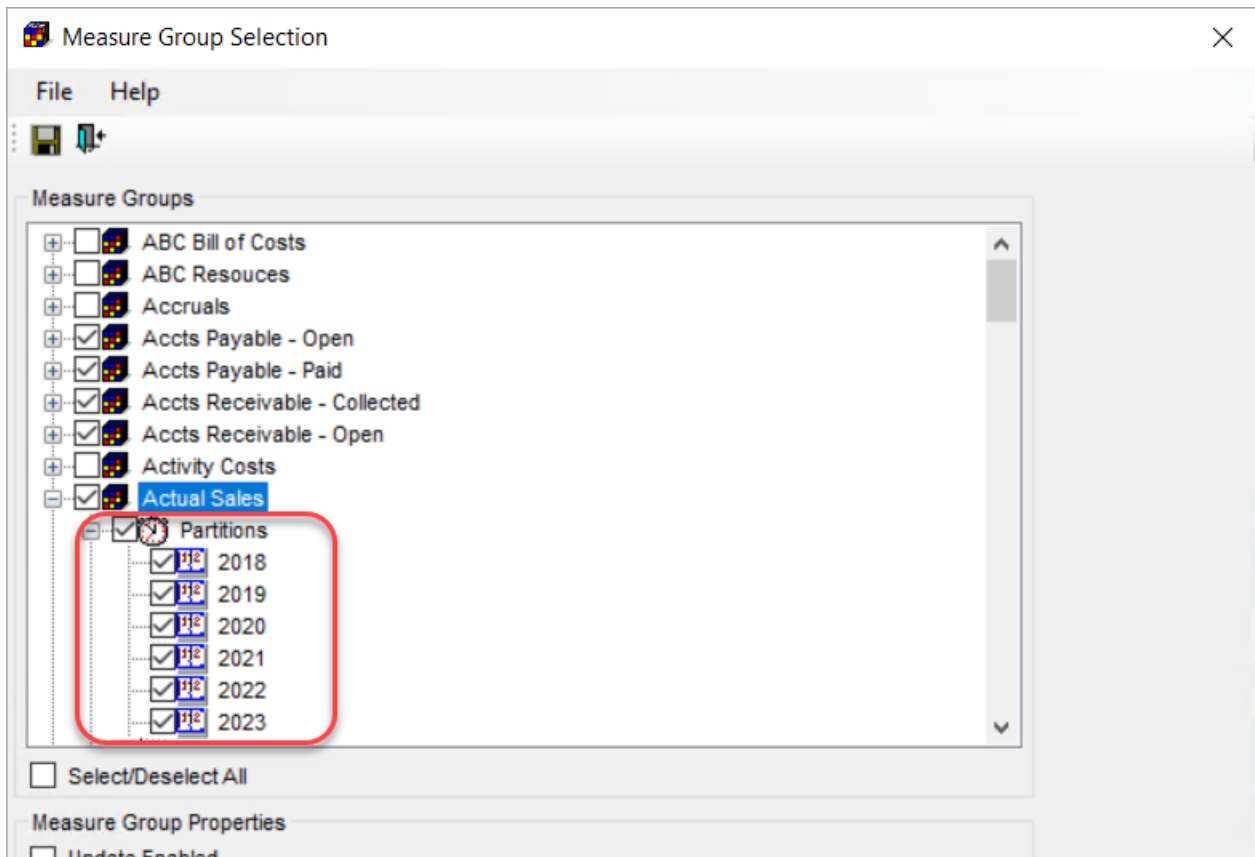 Measure Group Selection
File Help
Measure Groups
ABC Bill of Costs
ABC Resouces
Accruals
Accts Payable - Open
Accts Payable - Paid
Accts Receivable - Collected
Accts Receivable - Open
Activity Costs
Actual Sales
Partitions
2018
2019
2020
2021
2022
2023
Select/Deselect All
Measure Group Properties
Update Enabled